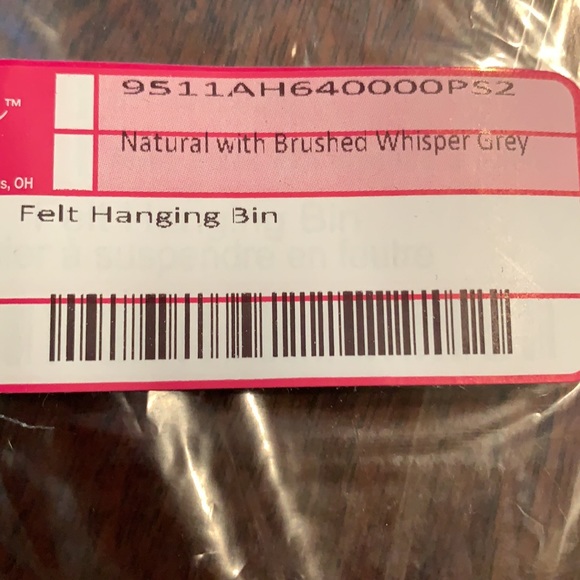 9511AH640000PS2
™
Natural with Brushed Whisper Grey
s, OH
Felt Hanging Bin